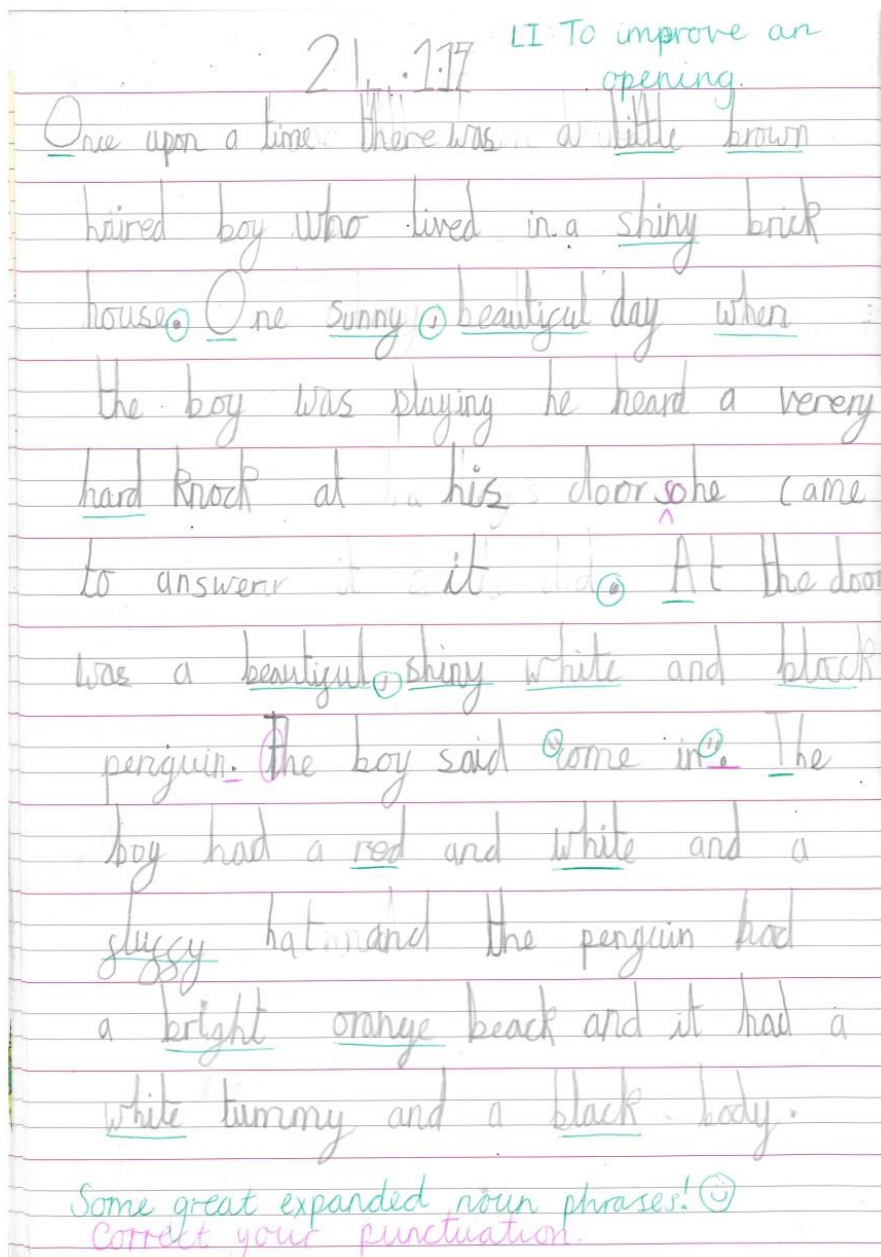 21.1.17 LI: To improve an
opening.
Once upon a time there was a little brown
haired boy who lived in a shiny brick
house. One sunny, beautiful day when
the boy was playing he heard a verery
hard knock at his door so he came
to answerr it. At the door
was a beautiful, shiny white and black
penguin. The boy said "come in". The
boy had a red and white and a
fluffy hat and the penguin had
a bright orange beack and it had a
white tummy and a black body.
Some great expanded noun phrases!
Correct your punctuation.